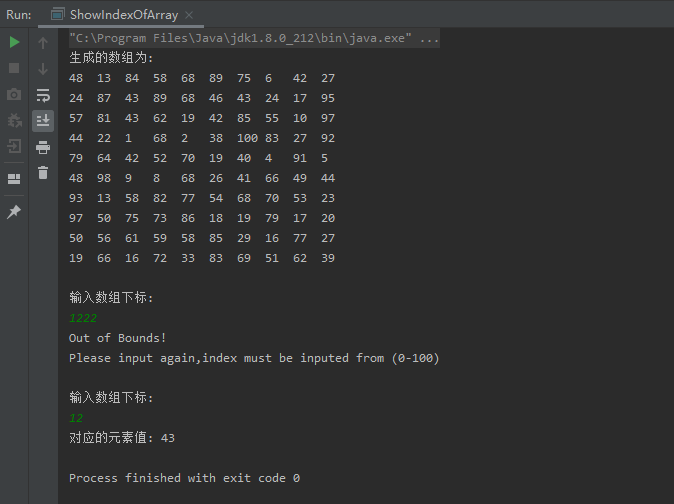 Run: ShowIndexOfArray
"C:\Program Files\Java\jdk1.8.0_212\bin\java.exe" ...
生成的数组为:
48 13 84 58 68 89 75 6 42 27
24 87 43 89 68 46 43 24 17 95
57 81 43 62 19 42 85 55 10 97
44 22 1 68 2 38 100 83 27 92
79 64 42 52 70 19 40 4 91 5
48 98 9 8 68 26 41 66 49 44
93 13 58 82 77 54 68 70 53 23
97 50 75 73 86 18 19 79 17 20
50 56 61 59 58 85 29 16 77 27
19 66 16 72 33 83 69 51 62 39
输入数组下标:
1222
Out of Bounds!
Please input again,index must be inputed from (0-100)
输入数组下标:
12
对应的元素值: 43
Process finished with exit code 0